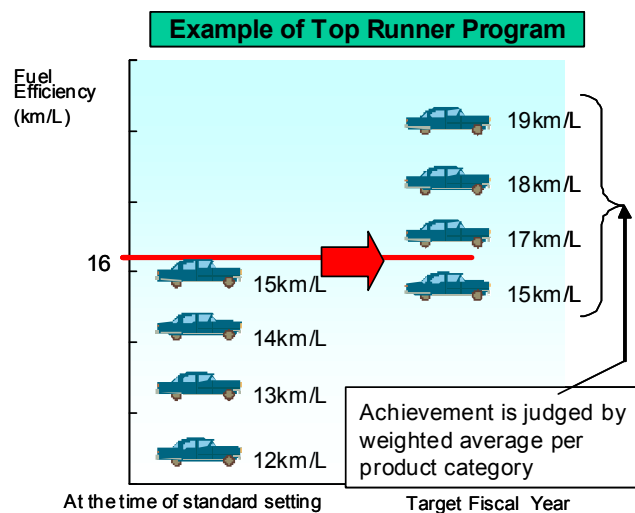 Example of Top Runner Program
Fuel
Efficiency
(km/L)
19km/L
18km/L
17km/L
16
15km/L
15km/L
14km/L
13km/L
12km/L
Achievement is judged by
weighted average per
product category
At the time of standard setting
Target Fiscal Year